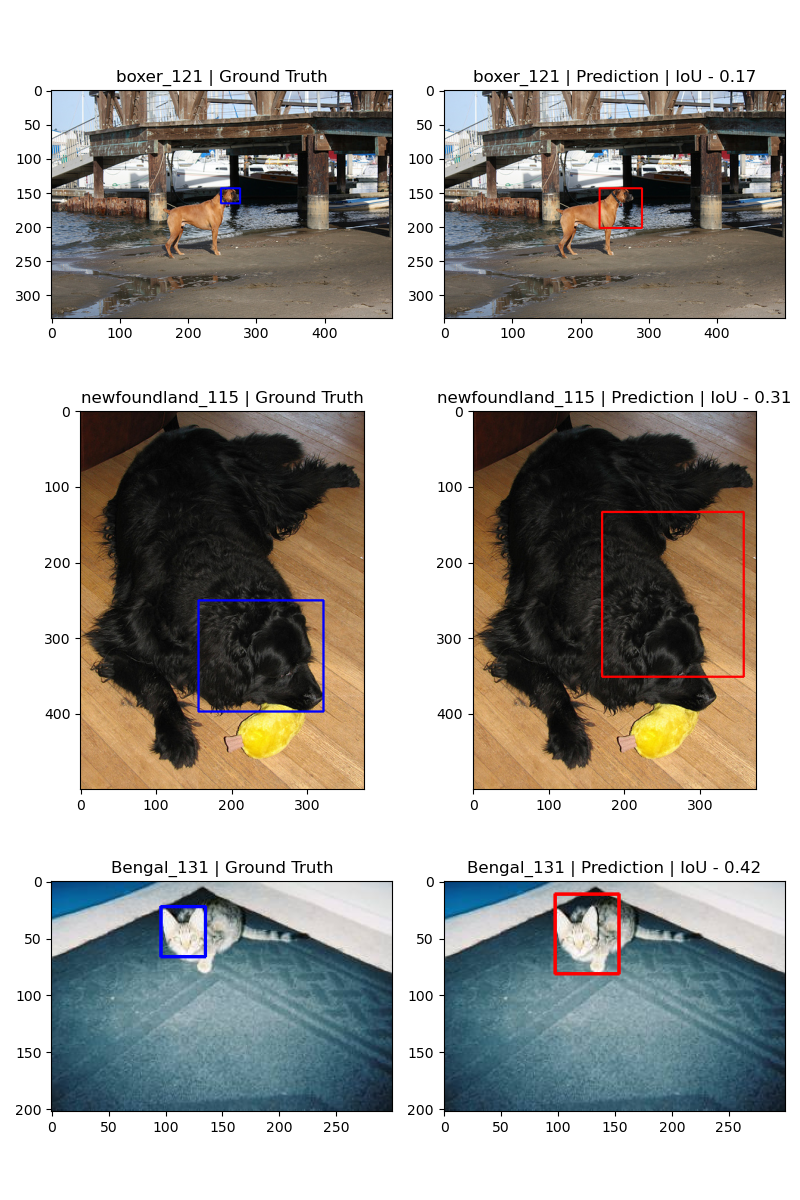 boxer_121 | Ground Truth
boxer_121 | Prediction | IoU - 0.17
0
50
100
150
200
250
300
0 100 200 300 400
0
50
100
150
200
250
300
0 100 200 300 400
newfoundland_115 | Ground Truth
newfoundland_115 | Prediction | IoU - 0.31
0
100
200
300
400
0 100 200 300
0
100
200
300
400
0 100 200 300
Bengal_131 | Ground Truth
Bengal_131 | Prediction | IoU - 0.42
0
50
100
150
200
0 50 100 150 200 250
0
50
100
150
200
0 50 100 150 200 250